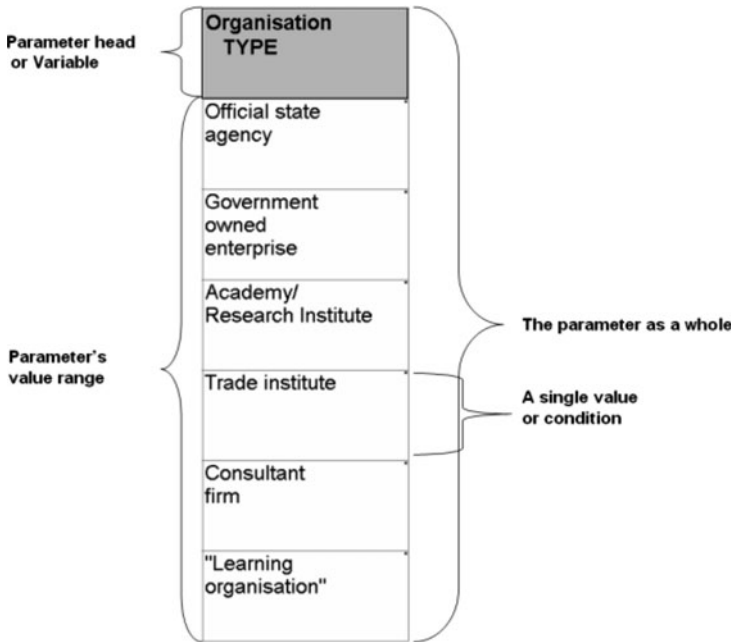 Parameter head
or Variable
Organisation
TYPE
Official state
agency
Government
owned
enterprise
Academy/
Research Institute
Trade institute
Consultant
firm
"Learning
organisation"
Parameter's
value range
The parameter as a whole
A single value
or condition